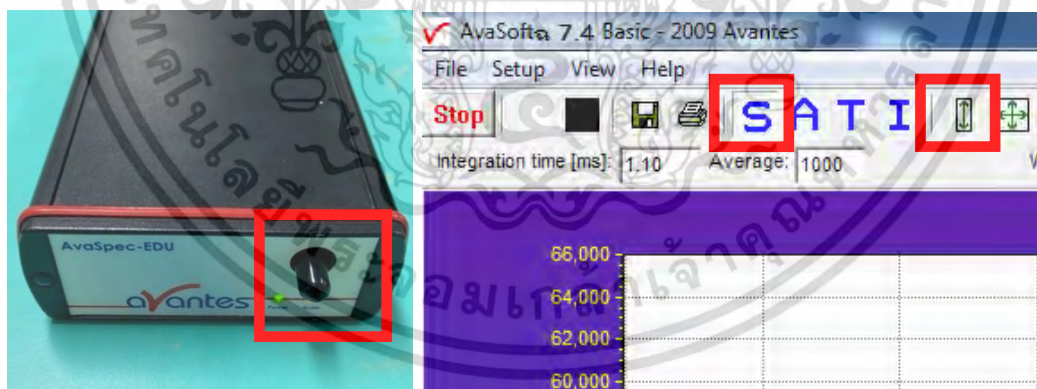 AvaSpec-EDU
avantes
Power
AvaSoft 7.4 Basic - 2009 Avantes
File Setup View Help
Stop S A T I
Integration time [ms]: 1.10 Average: 1000
66,000
64,000
62,000
60,000